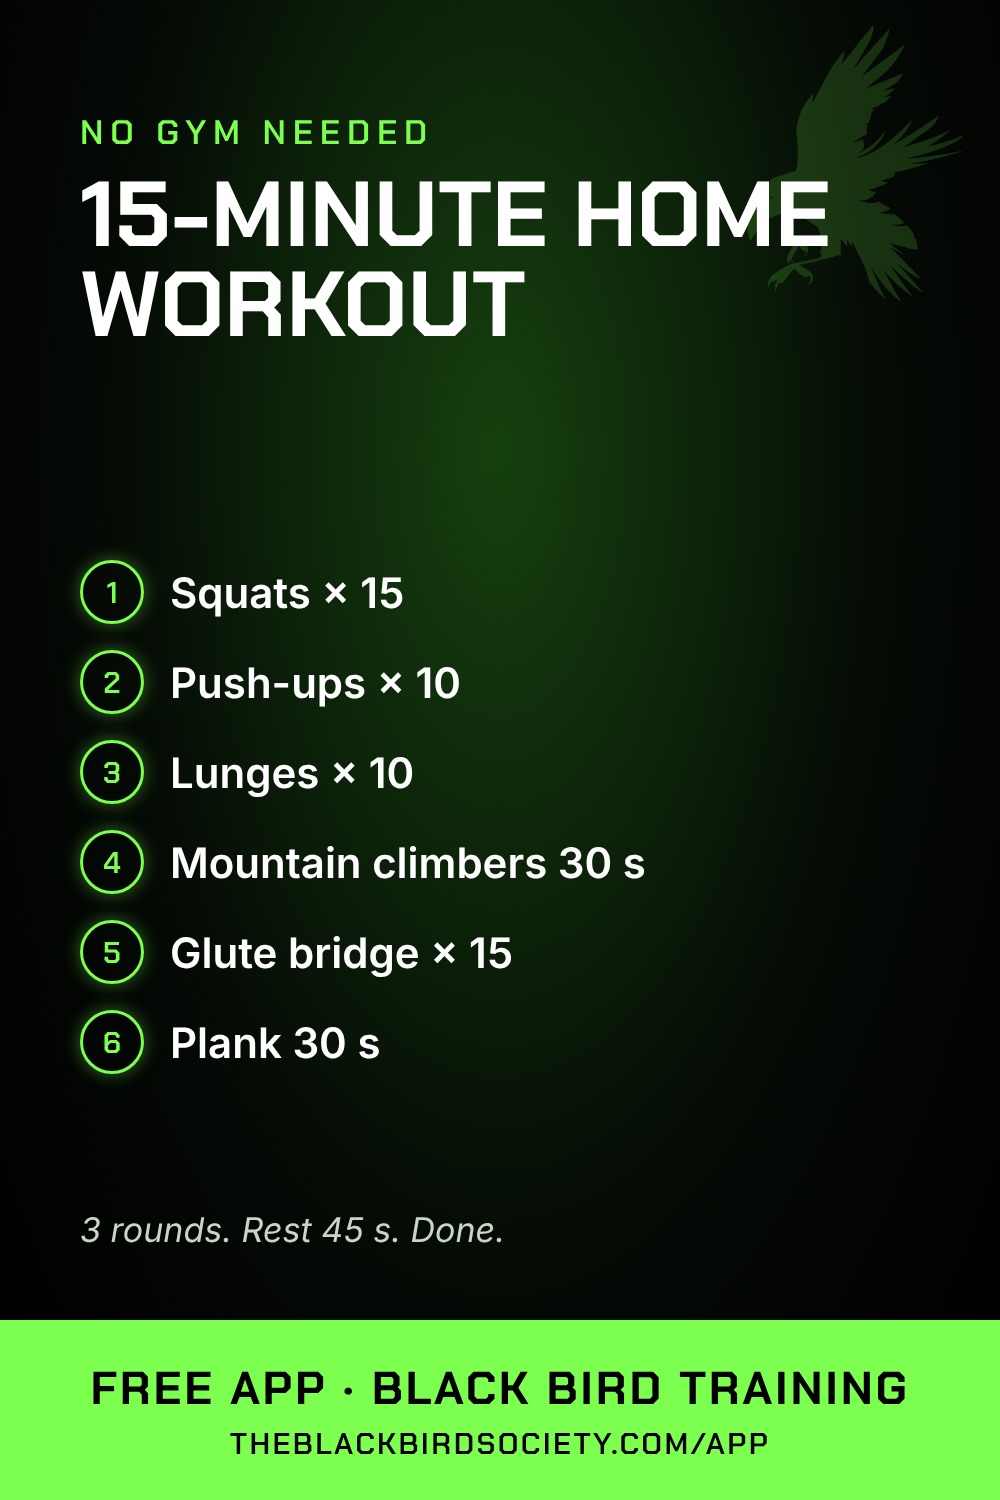 NO GYM NEEDED
15-MINUTE HOME
WORKOUT
1 Squats × 15
2 Push-ups × 10
3 Lunges × 10
4 Mountain climbers 30 s
5 Glute bridge × 15
6 Plank 30 s
3 rounds. Rest 45 s. Done.
FREE APP · BLACK BIRD TRAINING
THEBLACKBIRDSOCIETY.COM/APP